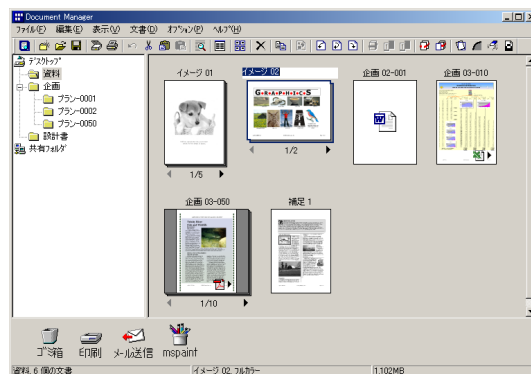 Document Manager
ファイル(F) 編集(E) 表示(V) 文書(D) オプション(P) ヘルプ(H)
デスクトップ
資料
企画
プラン-0001
プラン-0002
プラン-0050
設計書
共有フォルダ
イメージ 01
イメージ 02
企画 02-001
企画 03-010
G•R•A•P•H•I•C•S
1/5
1/2
企画 03-050
補足 1
1/10
ゴミ箱
印刷
メール送信
mspaint
資料, 6 個の文書
イメージ 02, フルカラー
1.102MB